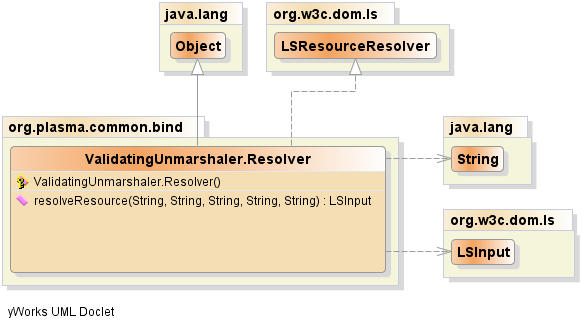 java.lang
Object
org.w3c.dom.ls
LSResourceResolver
org.plasma.common.bind
ValidatingUnmarshaler.Resolver
ValidatingUnmarshaler.Resolver()
resolveResource(String, String, String, String, String) : LSInput
java.lang
String
org.w3c.dom.ls
LSInput
yWorks UML Doclet